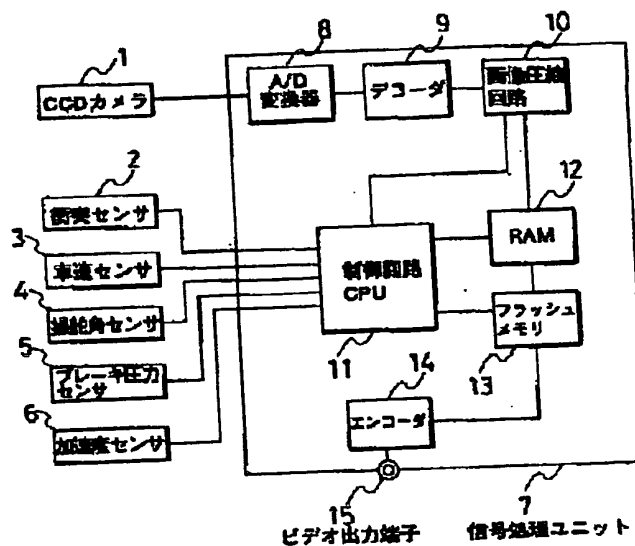 1
CCDカメラ
8
A/D
変換器
9
デコーダ
10
画像圧縮
回路
2
衝突センサ
3
車速センサ
4
操舵角センサ
5
ブレーキ圧力
センサ
6
加速度センサ
制御回路
CPU
11
12
RAM
フラッシュ
メモリ
13
14
エンコーダ
15
ビデオ出力端子
7
信号処理ユニット